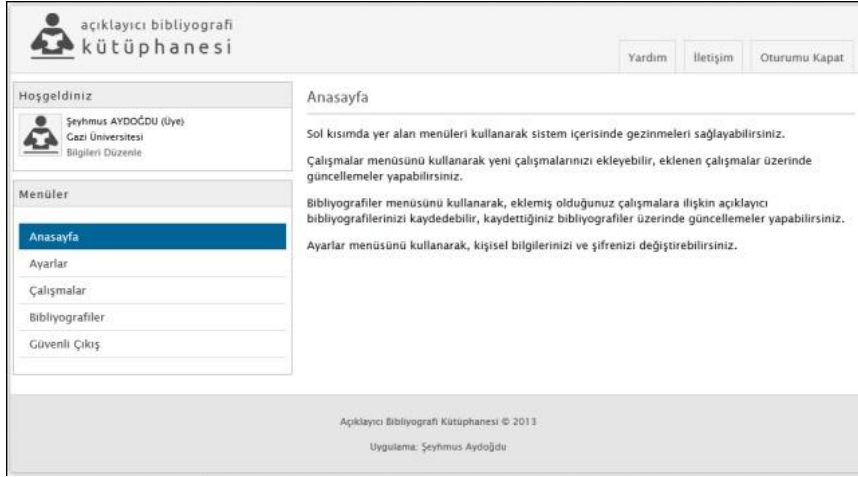 açıklayıcı bibliyografi
kütüphanesi
Yardım
İletişim
Oturumu Kapat
Hoşgeldiniz
Şeyhmus AYDOĞDU (Üye)
Gazi Üniversitesi
Bilgileri Düzenle
Menüler
Anasayfa
Ayarlar
Çalışmalar
Bibliyografiler
Güvenli Çıkış
Anasayfa
Sol kısımda yer alan menüleri kullanarak sistem içerisinde gezinmeleri sağlayabilirsiniz.
Çalışmalar menüsünü kullanarak yeni çalışmalarınızı ekleyebilir, eklenen çalışmalar üzerinde
güncellemeler yapabilirsiniz.
Bibliyografiler menüsünü kullanarak, eklemiş olduğunuz çalışmalara ilişkin açıklayıcı
bibliyografilerinizi kaydedebilir, kaydettiğiniz bibliyografiler üzerinde güncellemeler yapabilirsiniz.
Ayarlar menüsünü kullanarak, kişisel bilgilerinizi ve şifrenizi değiştirebilirsiniz.
Açıklayıcı Bibliyografi Kütüphanesi © 2013
Uygulama: Şeyhmus Aydoğdu